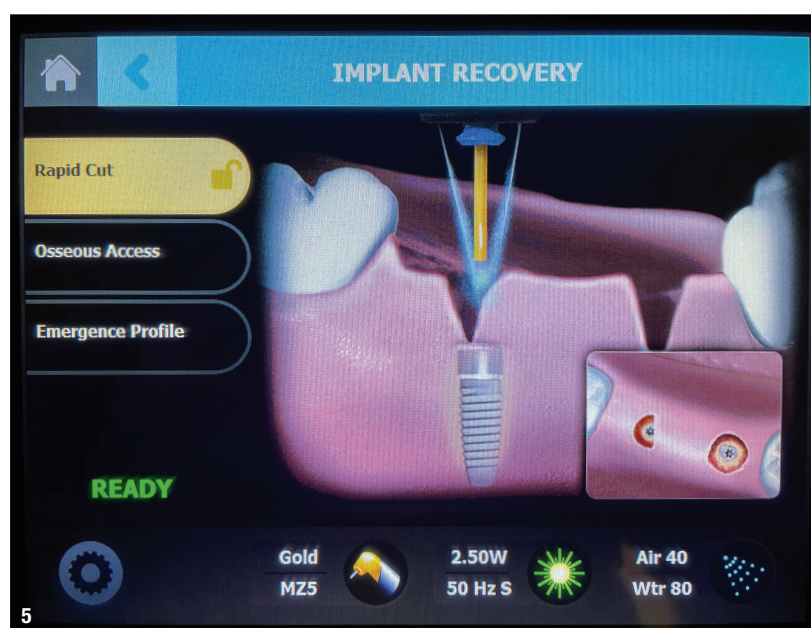 IMPLANT RECOVERY
Rapid Cut
Osseous Access
Emergence Profile
READY
Gold
MZ5
2.50W
50 Hz S
Air 40
Wtr 80
5